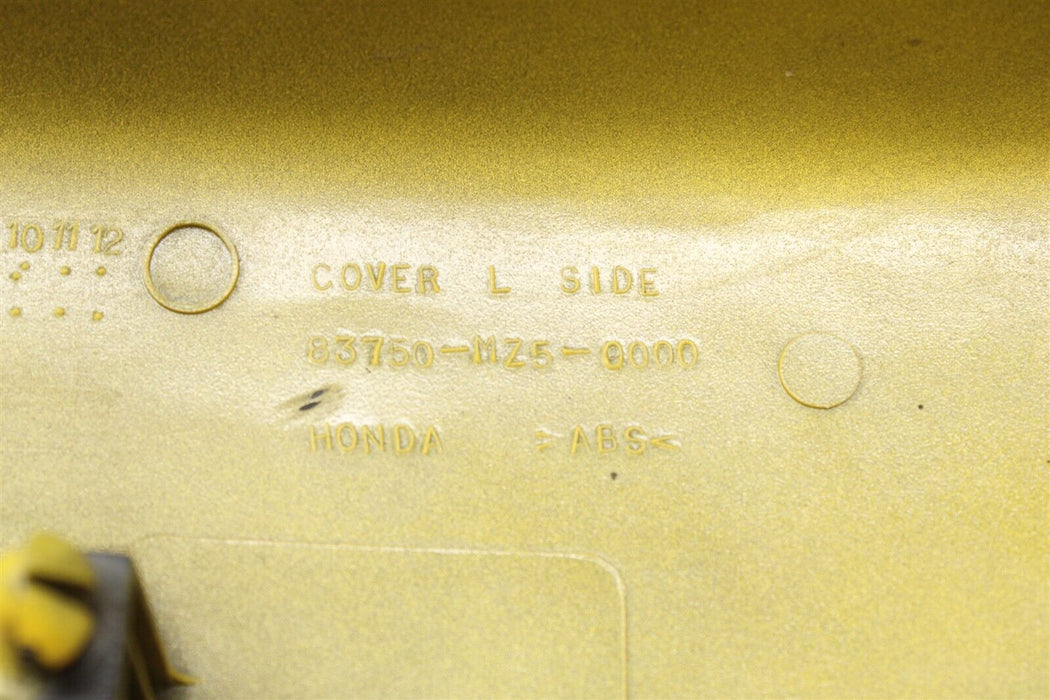 10 11 12
COVER L SIDE
83750-MZ5-0000
HONDA >ABS<